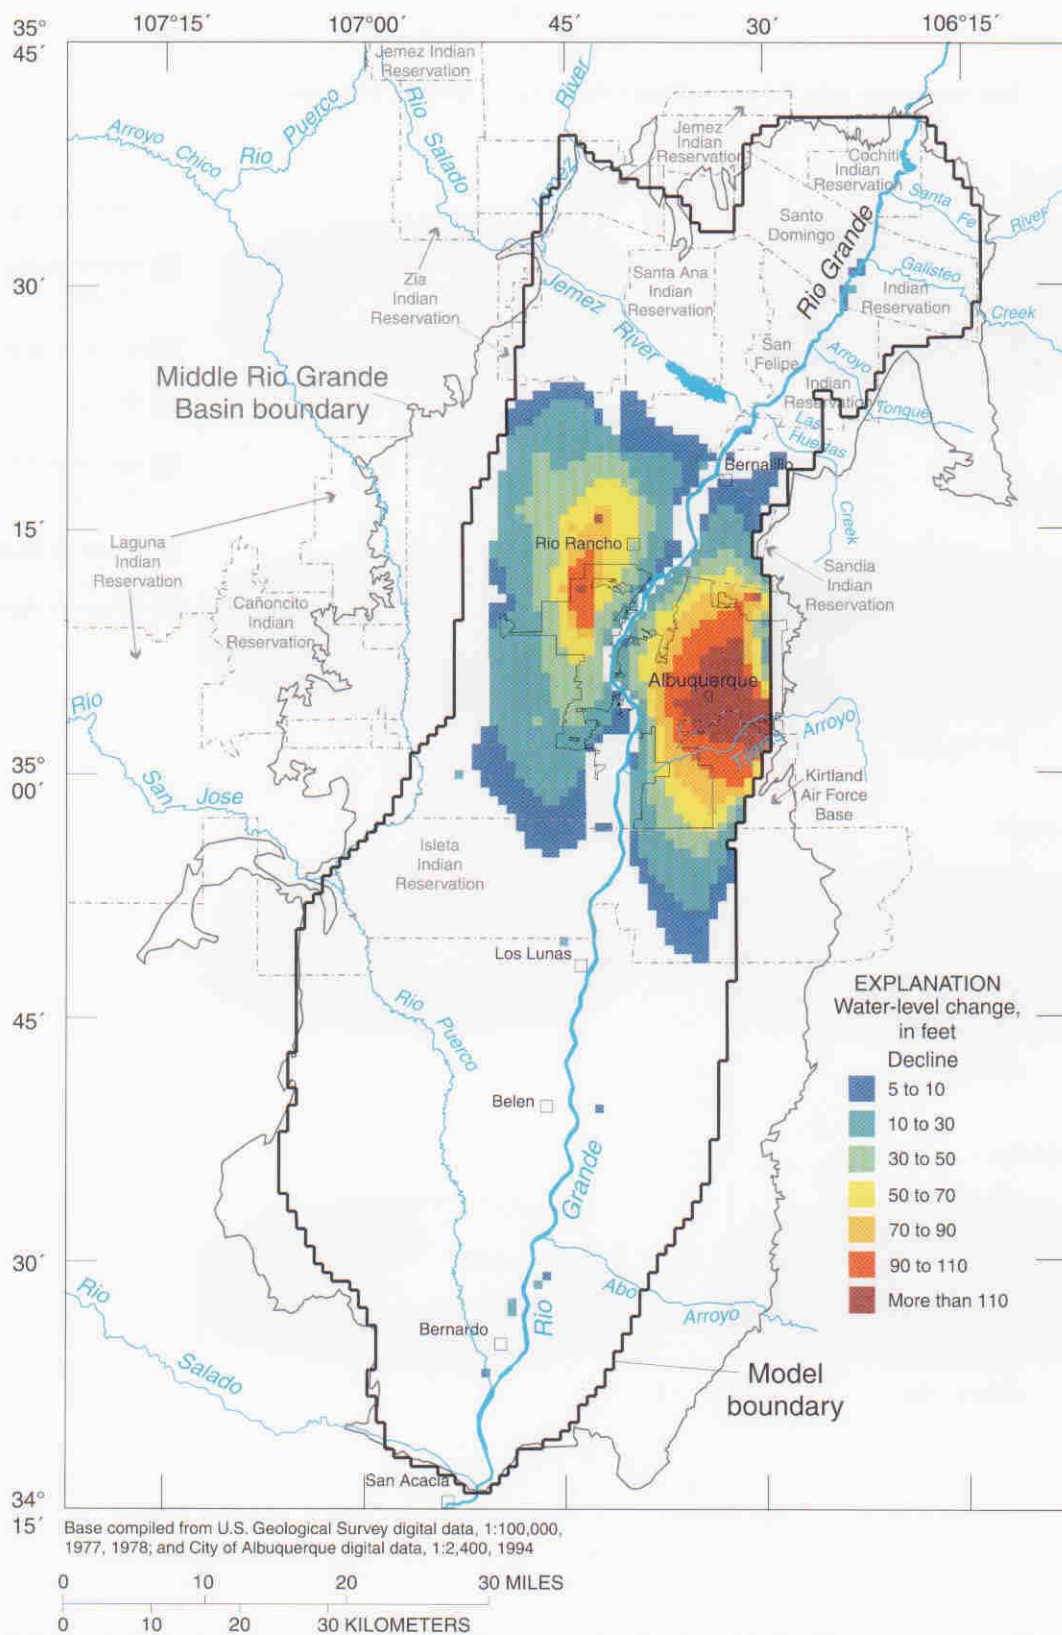 35°
45´
107°15´
107°00´
45´
30´
106°15´
Jemez Indian
Reservation
River
Rio
Salado
Rio
Puerco
Arroyo
Chico
Jemez
Indian
Reservation
Cochiti
Indian
Reservation
Jemez
Santa
Fe
River
Santo
Domingo
Rio Grande
Galisteo
Indian
Reservation
Creek
30´
Zia
Indian
Reservation
Santa Ana
Indian
Reservation
Jemez
River
San
Felipe
Arroyo
Indian
Reservation
Tonque
Middle Rio Grande
Basin boundary
Las
Huertas
Bernalillo
Creek
15´
Rio Rancho
Laguna
Indian
Reservation
Cañoncito
Indian
Reservation
Sandia
Indian
Reservation
Albuquerque
Rio
San
Jose
Arroyo
35°
00´
Kirtland
Air Force
Base
Isleta
Indian
Reservation
Los Lunas
EXPLANATION
Water-level change,
in feet
Decline
5 to 10
10 to 30
30 to 50
50 to 70
70 to 90
90 to 110
More than 110
45´
Rio
Puerco
Belen
Grande
30´
Rio
Salado
Abo
Arroyo
Rio
Bernardo
Model
boundary
San Acacia
34°
15´
Base compiled from U.S. Geological Survey digital data, 1:100,000,
1977, 1978; and City of Albuquerque digital data, 1:2,400, 1994
0 10 20 30 MILES
0 10 20 30 KILOMETERS